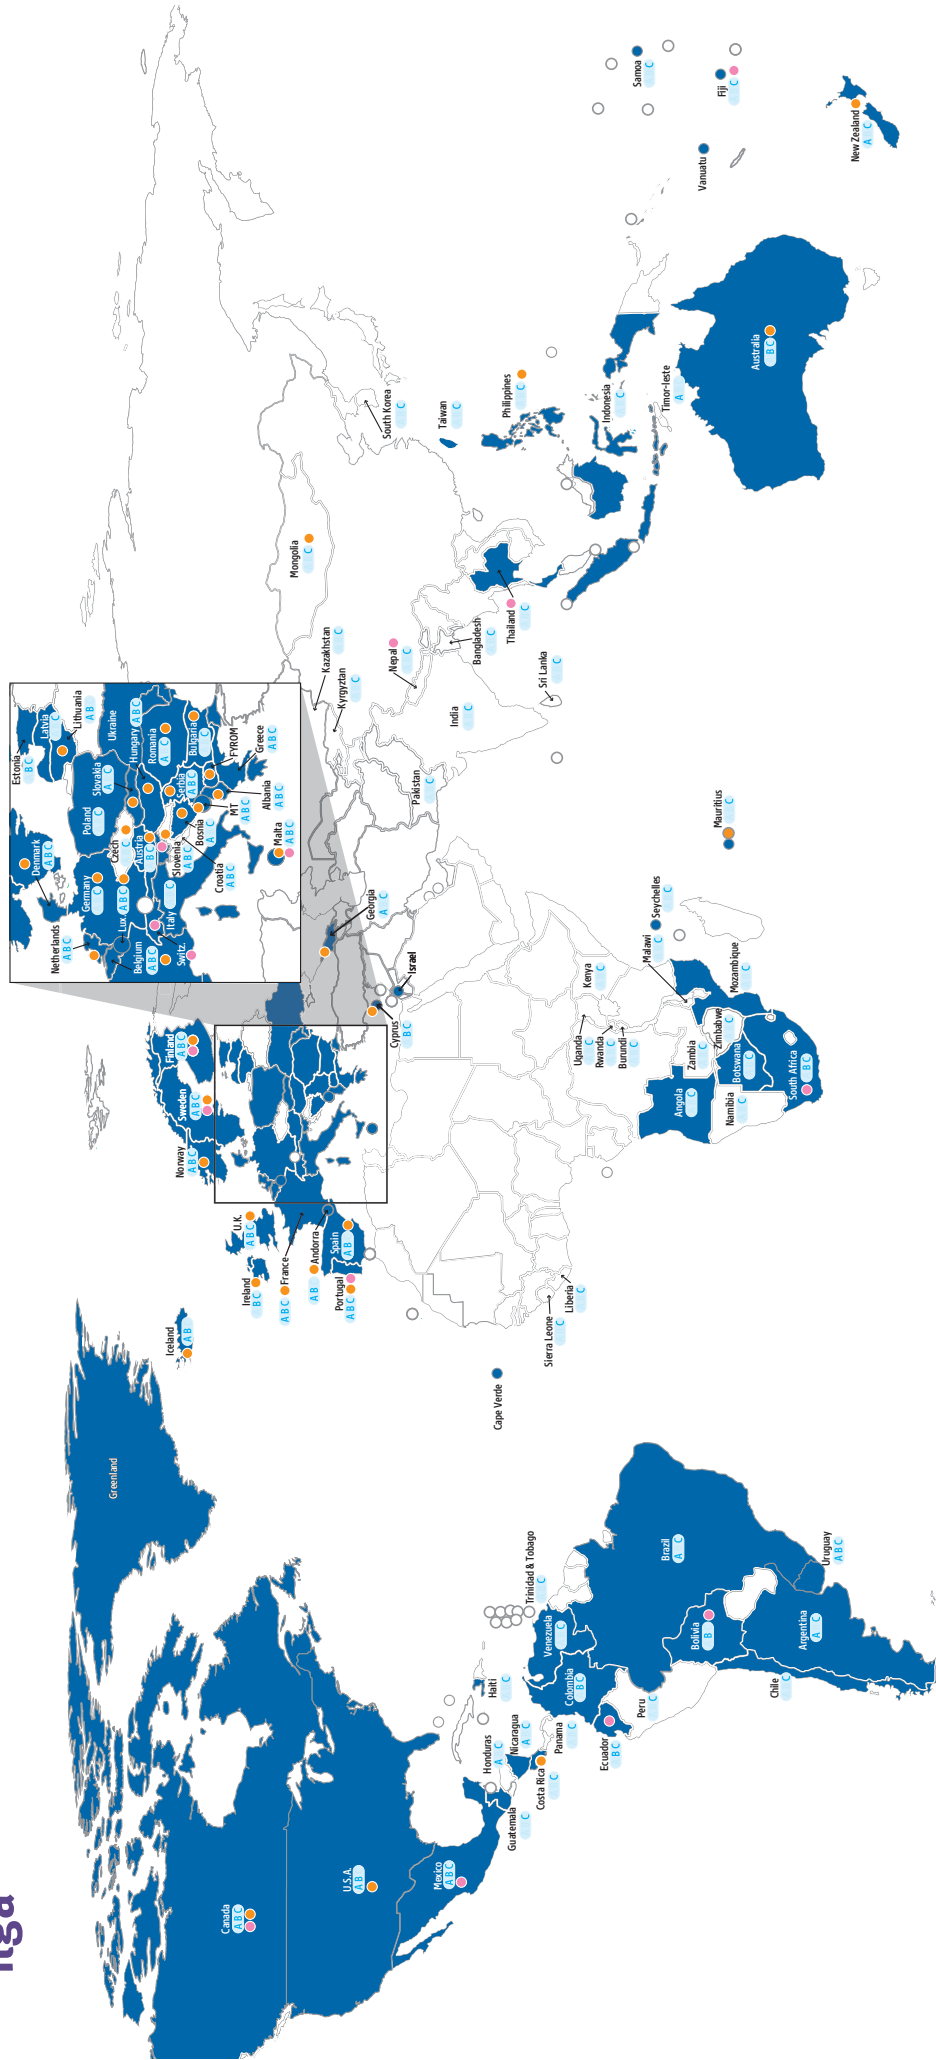 ilga
Canada
A B C
U.S.A.
A B
Mexico
A B C
Greenland
Guatemala
C
Honduras
A C
Nicaragua
A C
Costa Rica
C
Panama
C
Haiti
C
Trinidad & Tobago
C
Venezuela
C
Colombia
B C
Ecuador
B C
Peru
C
Brazil
A C
Bolivia
B
Chile
C
Argentina
A C
Uruguay
A B C
Iceland
A B
Ireland
B C
U.K.
A B C
France
A B C
Andorra
A B
Portugal
A B C
Spain
A B
Norway
A B C
Sweden
A B C
Finland
A B C
Cape Verde
Sierra Leone
C
Liberia
C
Netherlands
A B C
Denmark
A B C
Estonia
B C
Latvia
C
Lithuania
A B
Belgium
A B C
Lux.
A B C
Germany
C
Poland
C
Czech
C
Slovakia
A C
Ukraine
Hungary
A B C
Austria
B C
Switz.
Italy
C
Slovenia
A B C
Croatia
A B C
Bosnia
A C
Serbia
A B C
Romania
A C
Bulgaria
C
MT
A B C
FYROM
Albania
A B C
Greece
A B C
Malta
A B C
Cyprus
B C
Israel
Georgia
A C
Angola
C
Namibia
C
Botswana
C
South Africa
B C
Zambia
C
Zimbabwe
C
Mozambique
C
Malawi
C
Uganda
C
Rwanda
C
Burundi
C
Kenya
C
Seychelles
C
Mauritius
C
Kazakhstan
C
Kyrgyztan
C
Pakistan
C
India
C
Nepal
C
Bangladesh
C
Sri Lanka
C
Thailand
C
Mongolia
C
South Korea
C
Taiwan
C
Philippines
C
Indonesia
C
Timor-leste
A
Australia
B C
New Zealand
A C
Vanuatu
Fiji
C
Samoa
C